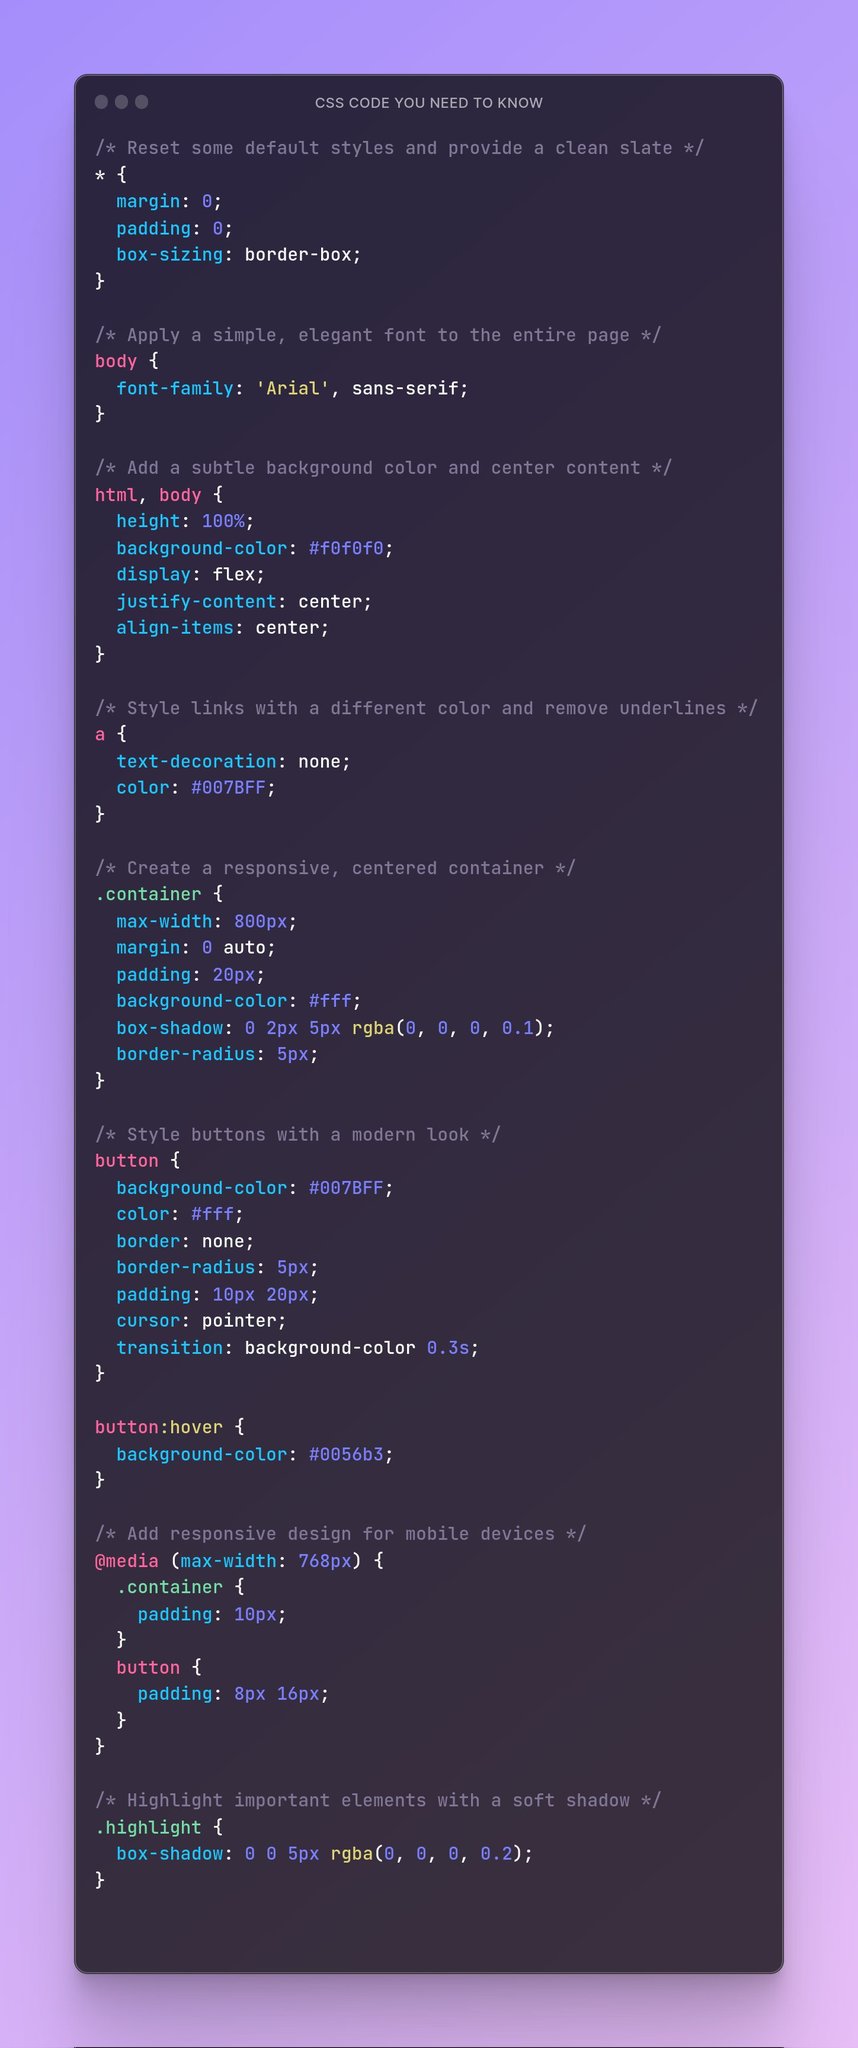 CSS CODE YOU NEED TO KNOW
/* Reset some default styles and provide a clean slate */
* {
  margin: 0;
  padding: 0;
  box-sizing: border-box;
}
/* Apply a simple, elegant font to the entire page */
body {
  font-family: 'Arial', sans-serif;
}
/* Add a subtle background color and center content */
html, body {
  height: 100%;
  background-color: #f0f0f0;
  display: flex;
  justify-content: center;
  align-items: center;
}
/* Style links with a different color and remove underlines */
a {
  text-decoration: none;
  color: #007BFF;
}
/* Create a responsive, centered container */
.container {
  max-width: 800px;
  margin: 0 auto;
  padding: 20px;
  background-color: #fff;
  box-shadow: 0 2px 5px rgba(0, 0, 0, 0.1);
  border-radius: 5px;
}
/* Style buttons with a modern look */
button {
  background-color: #007BFF;
  color: #fff;
  border: none;
  border-radius: 5px;
  padding: 10px 20px;
  cursor: pointer;
  transition: background-color 0.3s;
}
button:hover {
  background-color: #0056b3;
}
/* Add responsive design for mobile devices */
@media (max-width: 768px) {
  .container {
    padding: 10px;
  }
  button {
    padding: 8px 16px;
  }
}
/* Highlight important elements with a soft shadow */
.highlight {
  box-shadow: 0 0 5px rgba(0, 0, 0, 0.2);
}